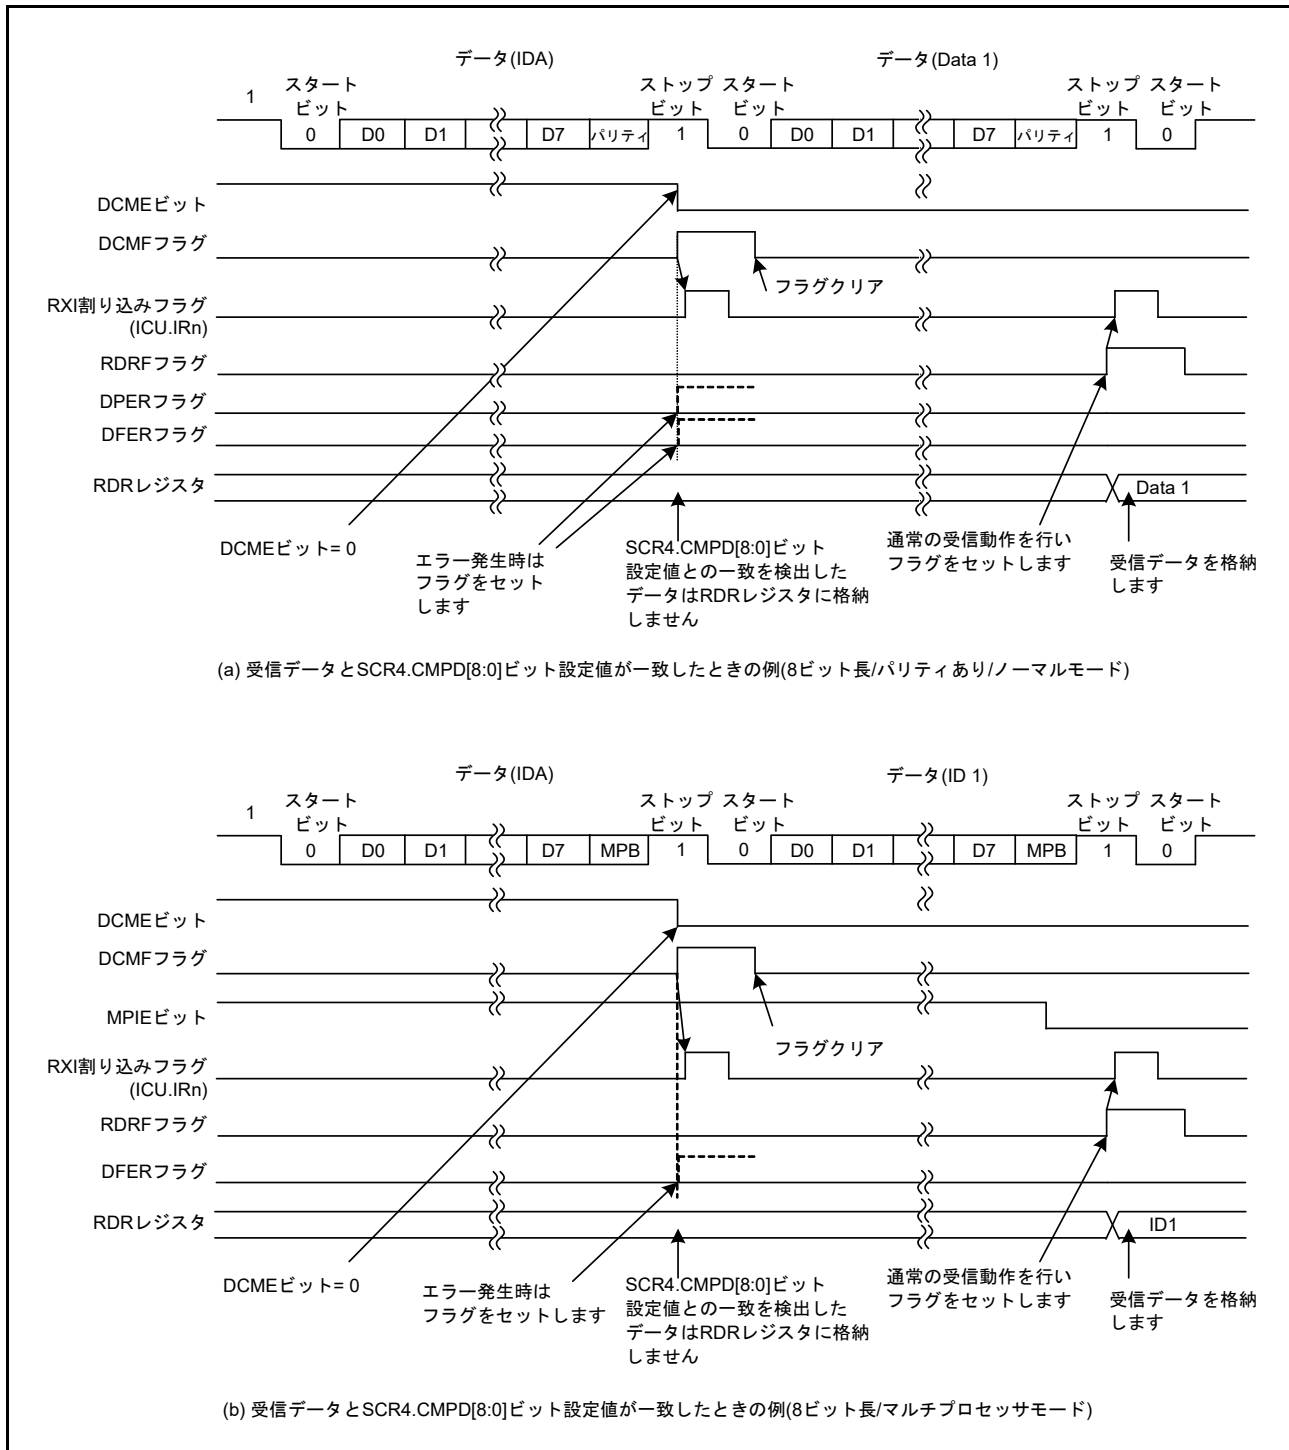 データ(IDA)
データ(Data 1)
1
スタート
ビット
ストップ
ビット
スタート
ビット
ストップ
ビット
スタート
ビット
0 D0 D1 D7 パリティ 1 0 D0 D1 D7 パリティ 1 0
DCMEビット
DCMFフラグ
フラグクリア
RXI割り込みフラグ
(ICU.IRn)
RDRFフラグ
DPERフラグ
DFERフラグ
RDRレジスタ
Data 1
DCMEビット= 0
エラー発生時は
フラグをセット
します
SCR4.CMPD[8:0]ビット
設定値との一致を検出した
データはRDRレジスタに格納
しません
通常の受信動作を行い
フラグをセットします
受信データを格納
します
(a) 受信データとSCR4.CMPD[8:0]ビット設定値が一致したときの例(8ビット長/パリティあり/ノーマルモード)
データ(IDA)
データ(ID 1)
1
スタート
ビット
ストップ
ビット
スタート
ビット
ストップ
ビット
スタート
ビット
0 D0 D1 D7 MPB 1 0 D0 D1 D7 MPB 1 0
DCMEビット
DCMFフラグ
MPIEビット
フラグクリア
RXI割り込みフラグ
(ICU.IRn)
RDRFフラグ
DFERフラグ
RDRレジスタ
ID1
DCMEビット= 0
エラー発生時は
フラグをセットします
SCR4.CMPD[8:0]ビット
設定値との一致を検出した
データはRDRレジスタに格納
しません
通常の受信動作を行い
フラグをセットします
受信データを格納
します
(b) 受信データとSCR4.CMPD[8:0]ビット設定値が一致したときの例(8ビット長/マルチプロセッサモード)